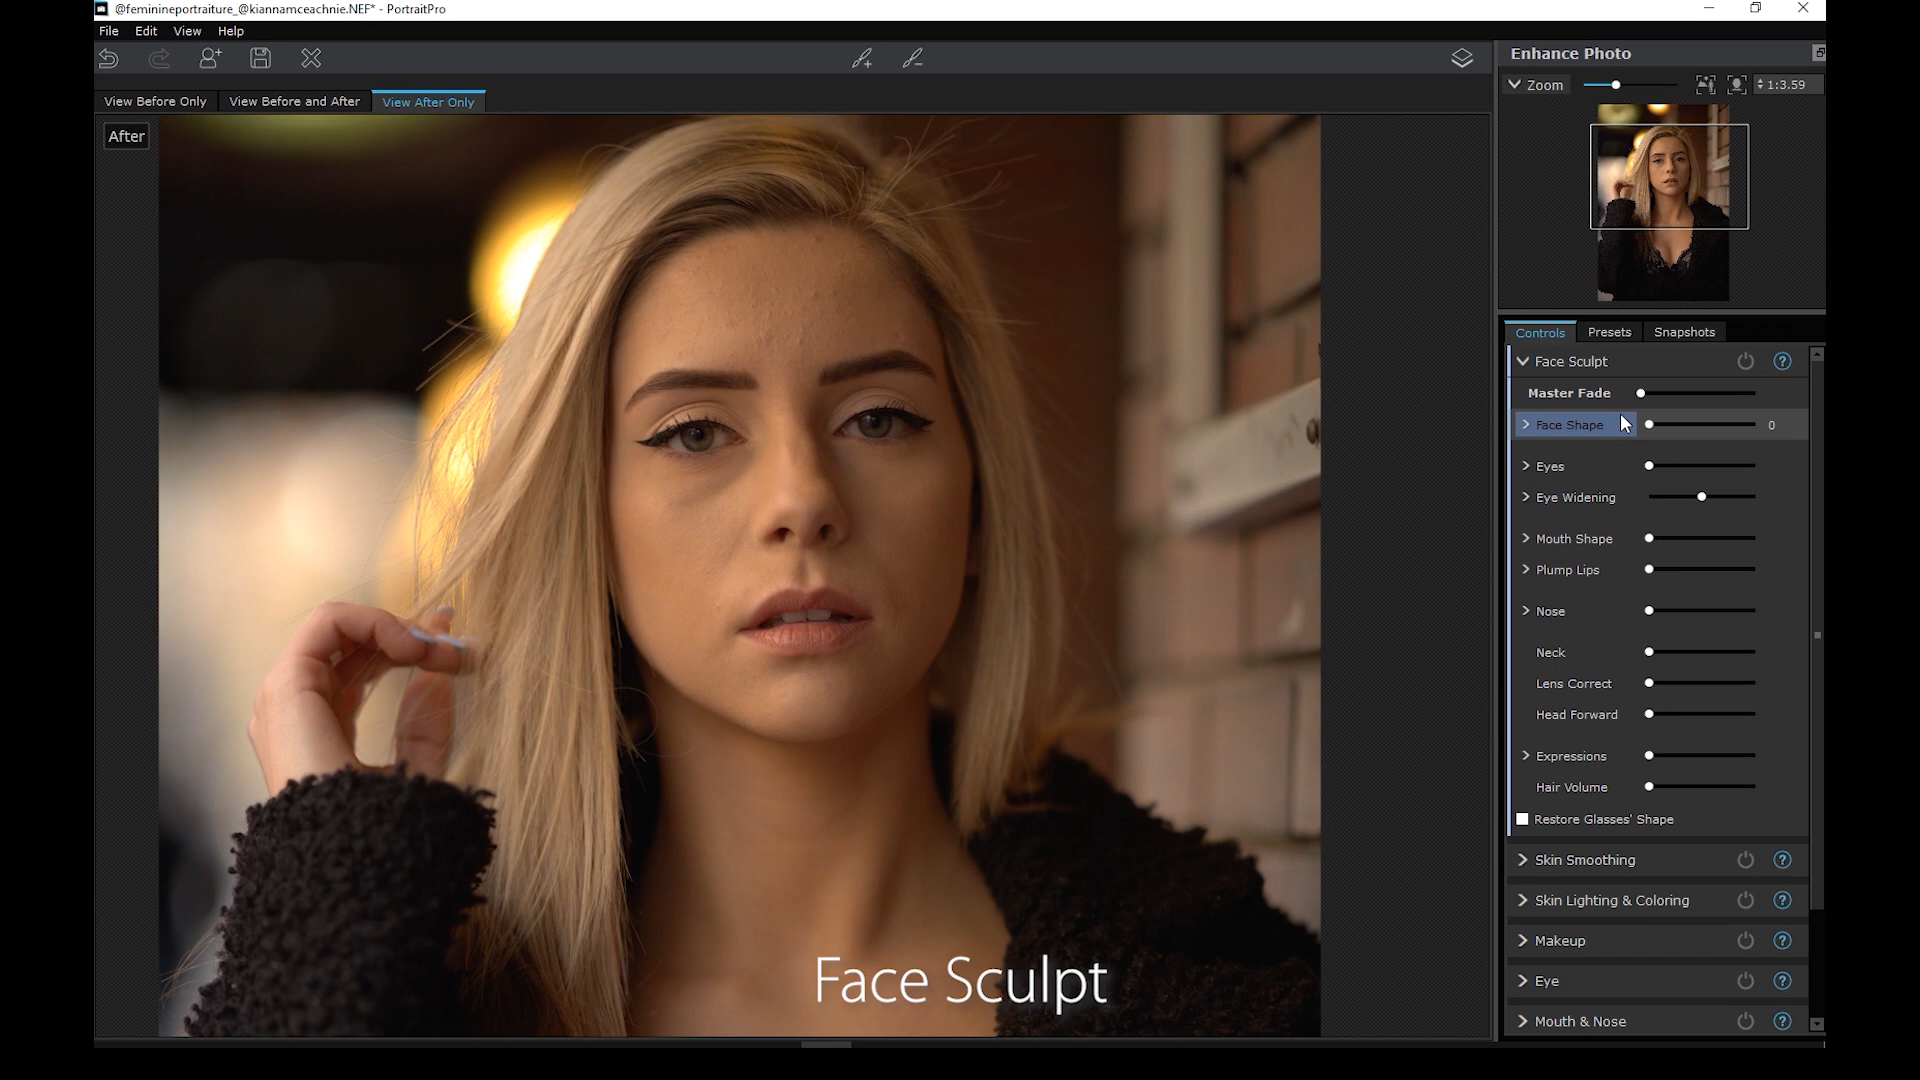 @feminineportraiture_@kiannamceachnie.NEF* - PortraitPro
File Edit View Help
View Before Only View Before and After View After Only
After
Enhance Photo
Zoom 1:3.59
Controls Presets Snapshots
Face Sculpt
Master Fade
Face Shape 0
Eyes
Eye Widening
Mouth Shape
Plump Lips
Nose
Neck
Lens Correct
Head Forward
Expressions
Hair Volume
Restore Glasses' Shape
Skin Smoothing ?
Skin Lighting & Coloring ?
Makeup ?
Eye ?
Mouth & Nose ?
Face Sculpt